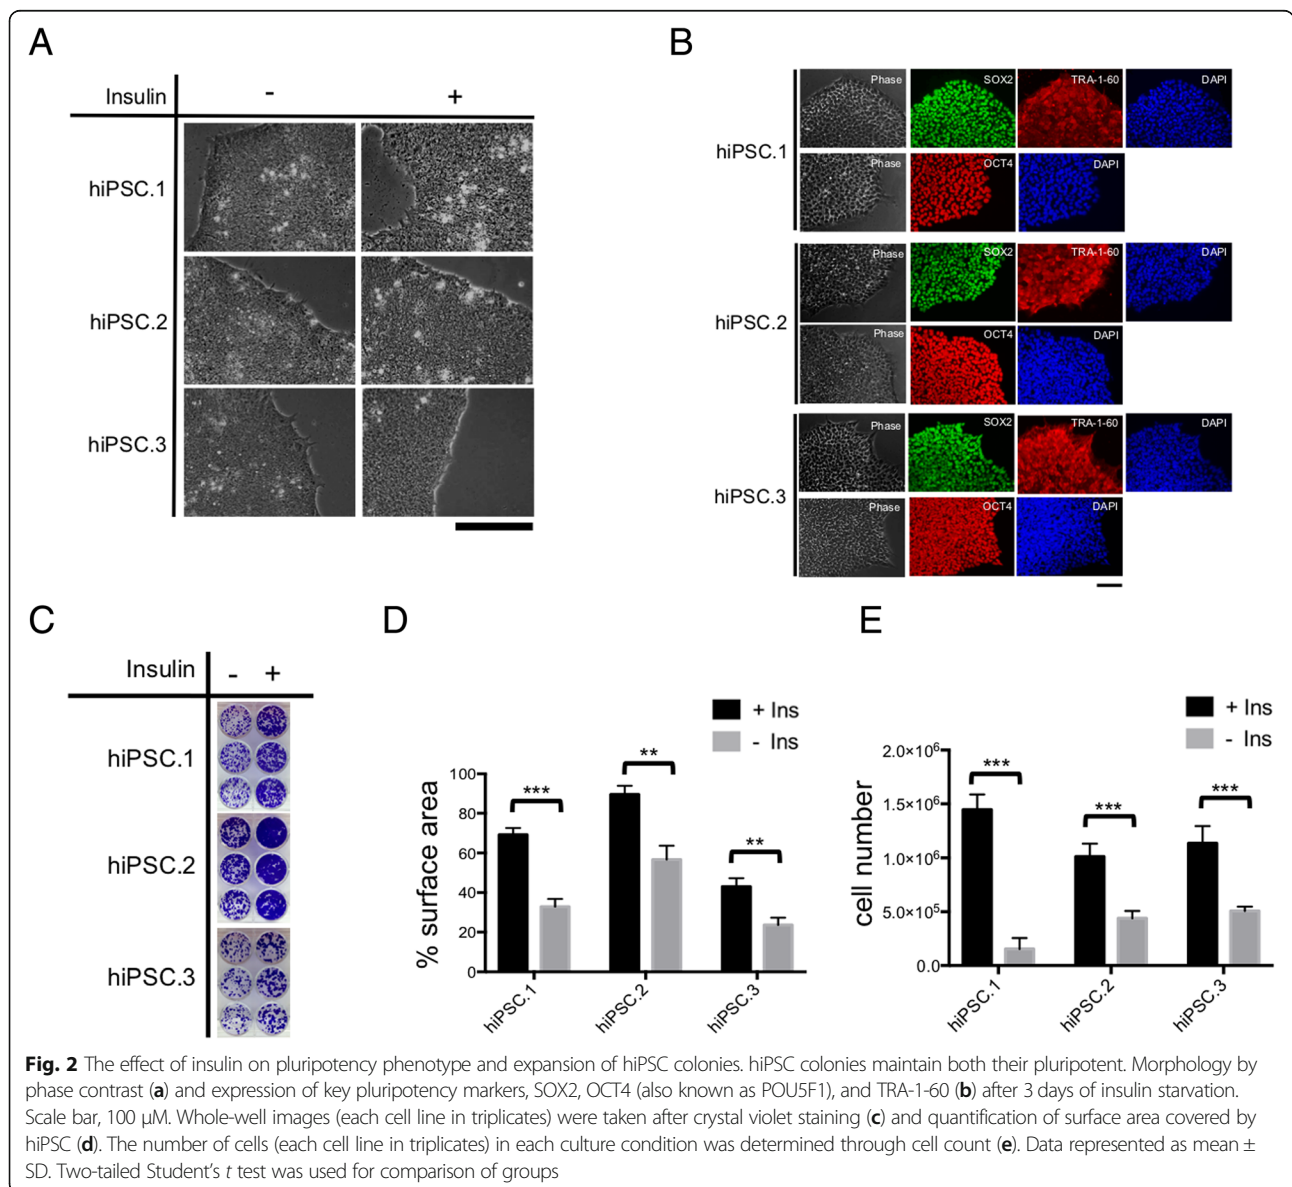 A
Insulin - +
hiPSC.1
hiPSC.2
hiPSC.3
B
hiPSC.1
Phase SOX2 TRA-1-60 DAPI
Phase OCT4 DAPI
hiPSC.2
Phase SOX2 TRA-1-60 DAPI
Phase OCT4 DAPI
hiPSC.3
Phase SOX2 TRA-1-60 DAPI
Phase OCT4 DAPI
C
Insulin - +
hiPSC.1
hiPSC.2
hiPSC.3
D
+ Ins
- Ins
% surface area
100
80
60
40
20
0
***
**
**
hiPSC.1
hiPSC.2
hiPSC.3
E
+ Ins
- Ins
cell number
2.0×10⁶
1.5×10⁶
1.0×10⁶
5.0×10⁵
0.0
***
***
***
hiPSC.1
hiPSC.2
hiPSC.3
Fig. 2 The effect of insulin on pluripotency phenotype and expansion of hiPSC colonies. hiPSC colonies maintain both their pluripotent. Morphology by
phase contrast (a) and expression of key pluripotency markers, SOX2, OCT4 (also known as POU5F1), and TRA-1-60 (b) after 3 days of insulin starvation.
Scale bar, 100 μM. Whole-well images (each cell line in triplicates) were taken after crystal violet staining (c) and quantification of surface area covered by
hiPSC (d). The number of cells (each cell line in triplicates) in each culture condition was determined through cell count (e). Data represented as mean ±
SD. Two-tailed Student's t test was used for comparison of groups